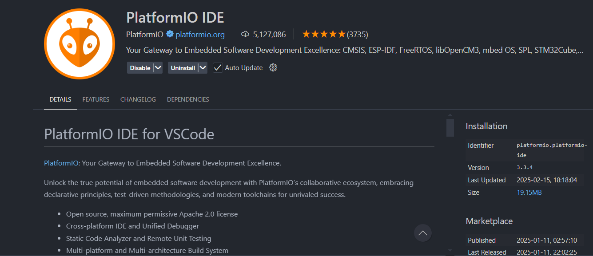 PlatformIO IDE
PlatformIO platformio.org 5,127,086 (3735)
Your Gateway to Embedded Software Development Excellence: CMSIS, ESP-IDF, FreeRTOS, libOpenCM3, mbed OS, SPL, STM32Cube,...
Disable Uninstall Auto Update
DETAILS FEATURES CHANGELOG DEPENDENCIES
PlatformIO IDE for VSCode
PlatformIO: Your Gateway to Embedded Software Development Excellence.
Unlock the true potential of embedded software development with PlatformIO's collaborative ecosystem, embracing
declarative principles, test-driven methodologies, and modern toolchains for unrivaled success.
• Open source, maximum permissive Apache 2.0 license
• Cross-platform IDE and Unified Debugger
• Static Code Analyzer and Remote Unit Testing
• Multi-platform and Multi-architecture Build System
Installation
Identifier platformio.platformio-
ide
Version 3.3.4
Last Updated 2025-02-15, 18:18:04
Size 19.15MB
Marketplace
Published 2025-01-11, 02:57:10
Last Released 2025-01-11, 22:02:25